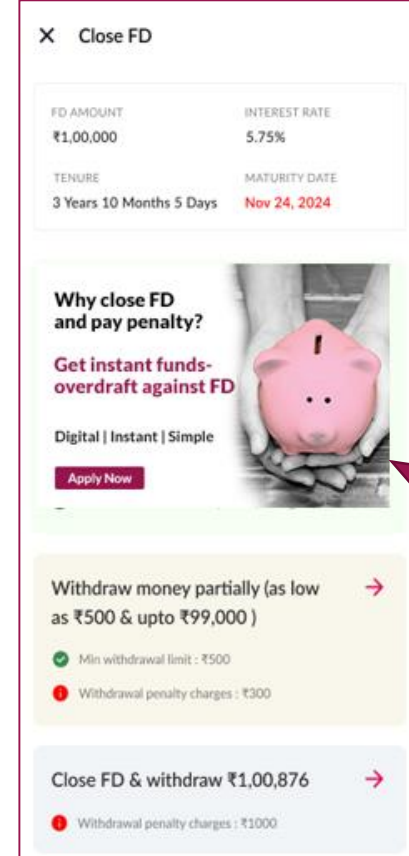 Close FD
FD AMOUNT INTEREST RATE
₹1,00,000 5.75%
TENURE MATURITY DATE
3 Years 10 Months 5 Days Nov 24, 2024
Why close FD
and pay penalty?
Get instant funds-
overdraft against FD
Digital | Instant | Simple
Apply Now
Withdraw money partially (as low
as ₹500 & upto ₹99,000 )
Min withdrawal limit : ₹500
Withdrawal penalty charges : ₹300
Close FD & withdraw ₹1,00,876
Withdrawal penalty charges : ₹1000